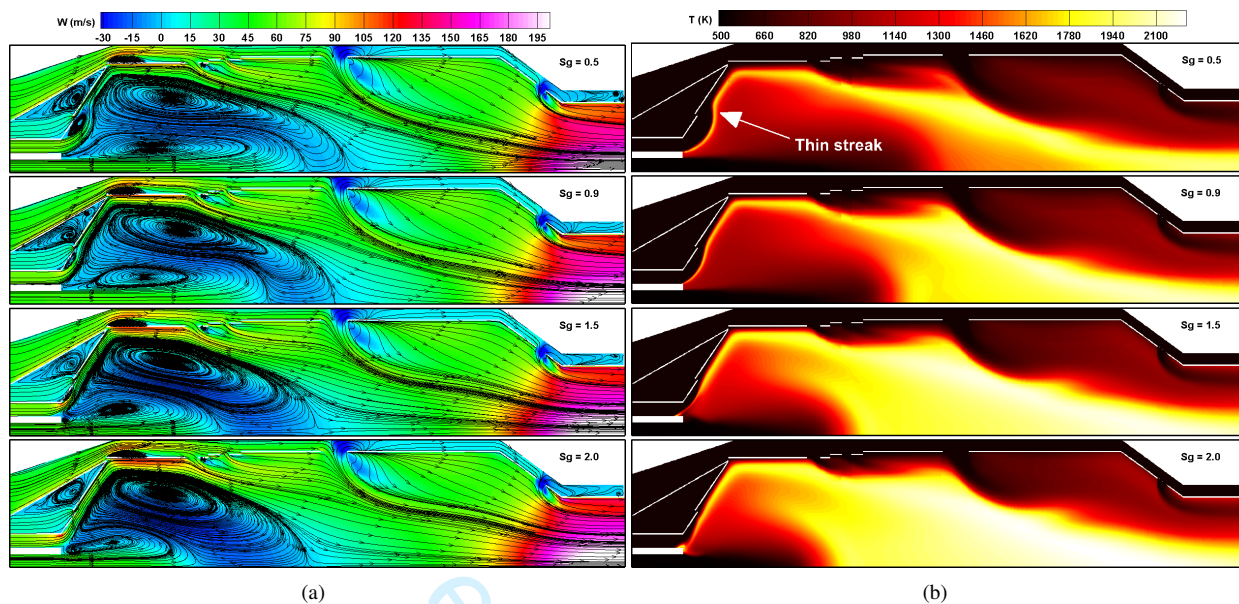 W (m/s)
-30 -15 0 15 30 45 60 75 90 105 120 135 150 165 180 195
Sg = 0.5
Sg = 0.9
Sg = 1.5
Sg = 2.0
(a)
T (K)
500 660 820 980 1140 1300 1460 1620 1780 1940 2100
Sg = 0.5
Thin streak
Sg = 0.9
Sg = 1.5
Sg = 2.0
(b)